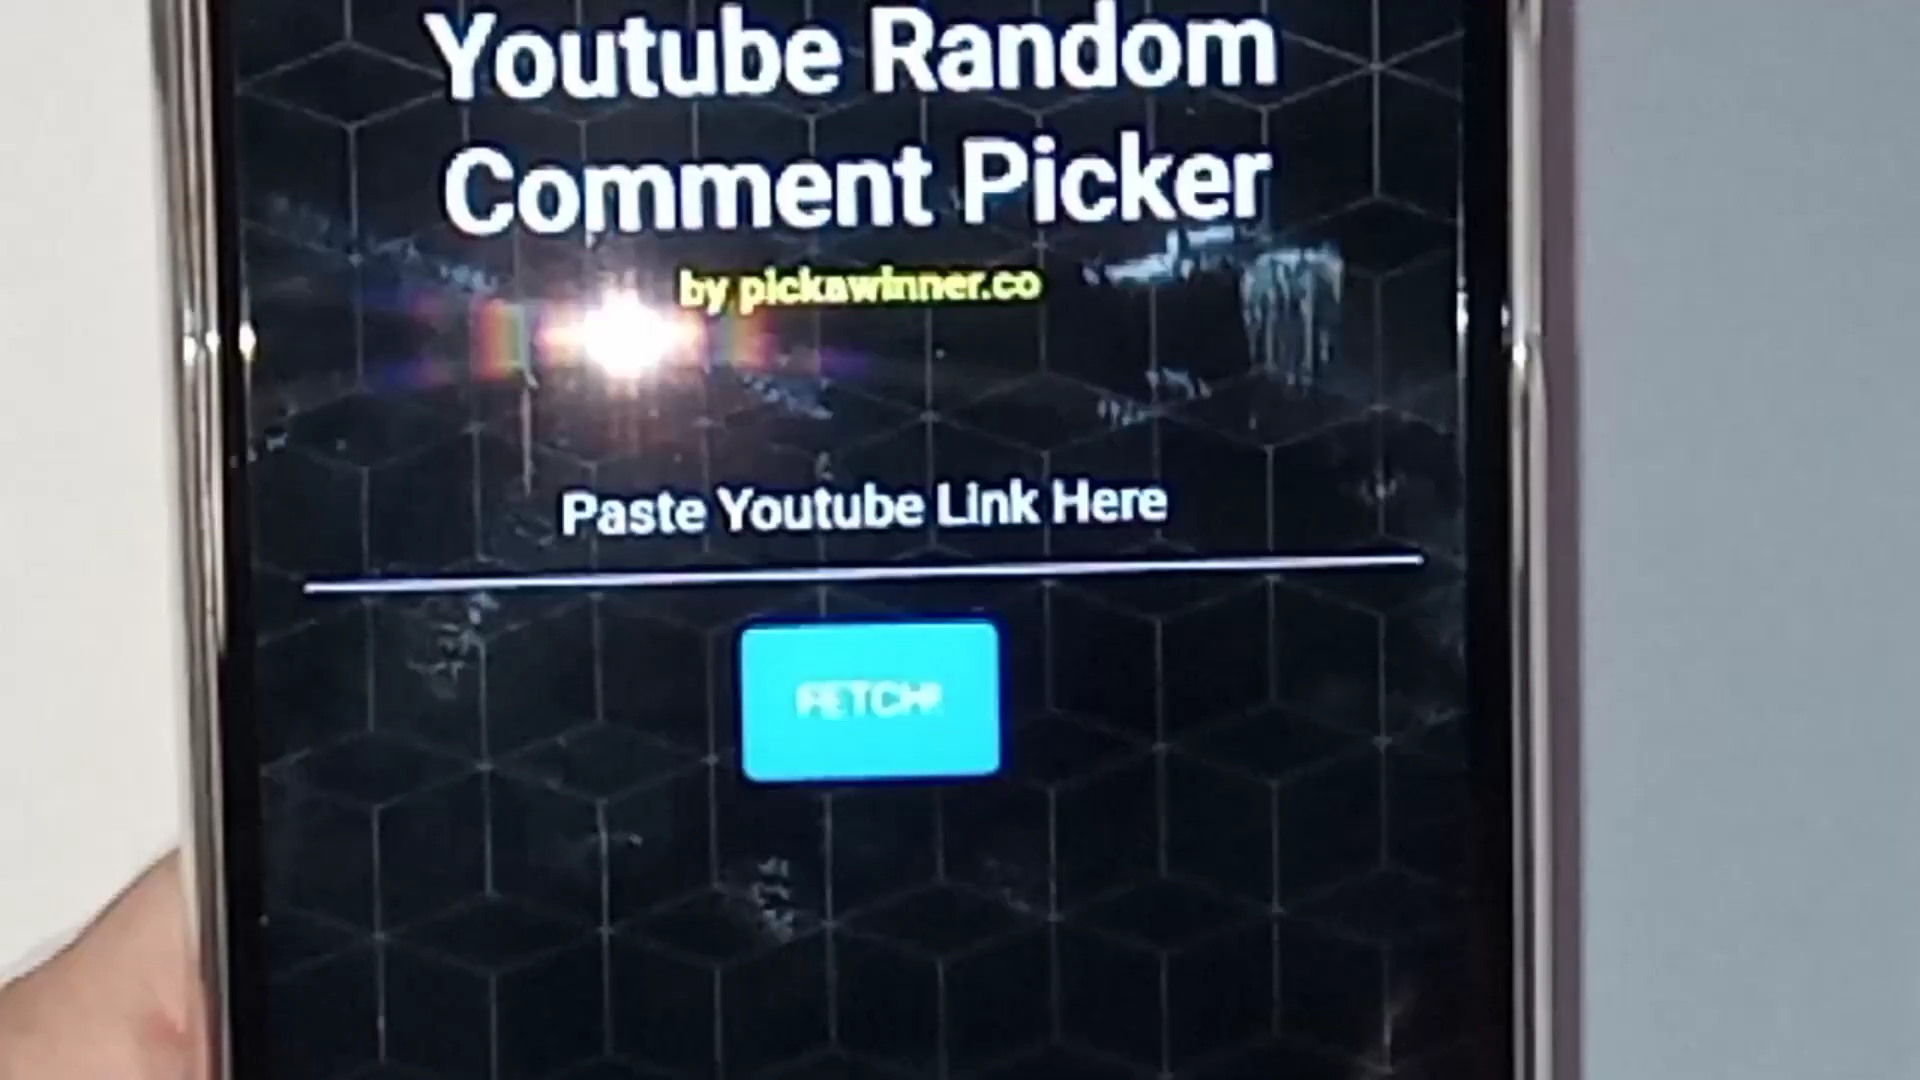 Youtube Random
Comment Picker
by pickawinner.co
Paste Youtube Link Here
FETCH!